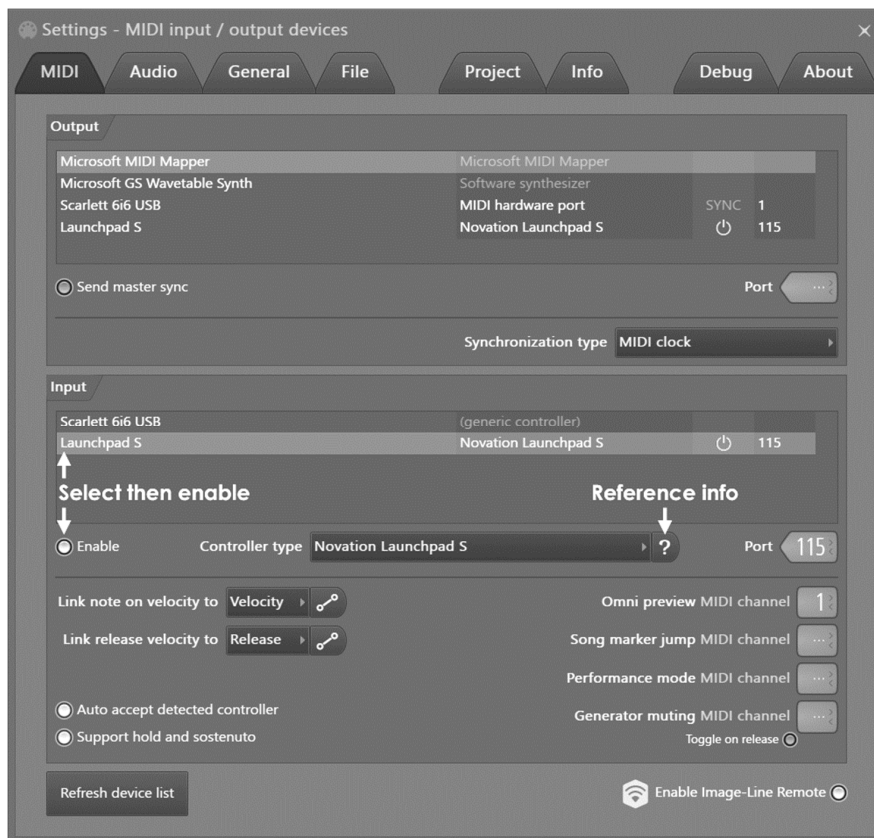 Settings - MIDI input / output devices
MIDI Audio General File Project Info Debug About
Output
Microsoft MIDI Mapper Microsoft MIDI Mapper
Microsoft GS Wavetable Synth Software synthesizer
Scarlett 6i6 USB MIDI hardware port SYNC 1
Launchpad S Novation Launchpad S 115
Send master sync Port ...
Synchronization type MIDI clock
Input
Scarlett 6i6 USB (generic controller)
Launchpad S Novation Launchpad S 115
Select then enable Reference info
Enable Controller type Novation Launchpad S ? Port 115
Link note on velocity to Velocity Omni preview MIDI channel 1
Link release velocity to Release Song marker jump MIDI channel ...
Performance mode MIDI channel ...
Auto accept detected controller Generator muting MIDI channel ...
Support hold and sostenuto Toggle on release
Refresh device list Enable Image-Line Remote